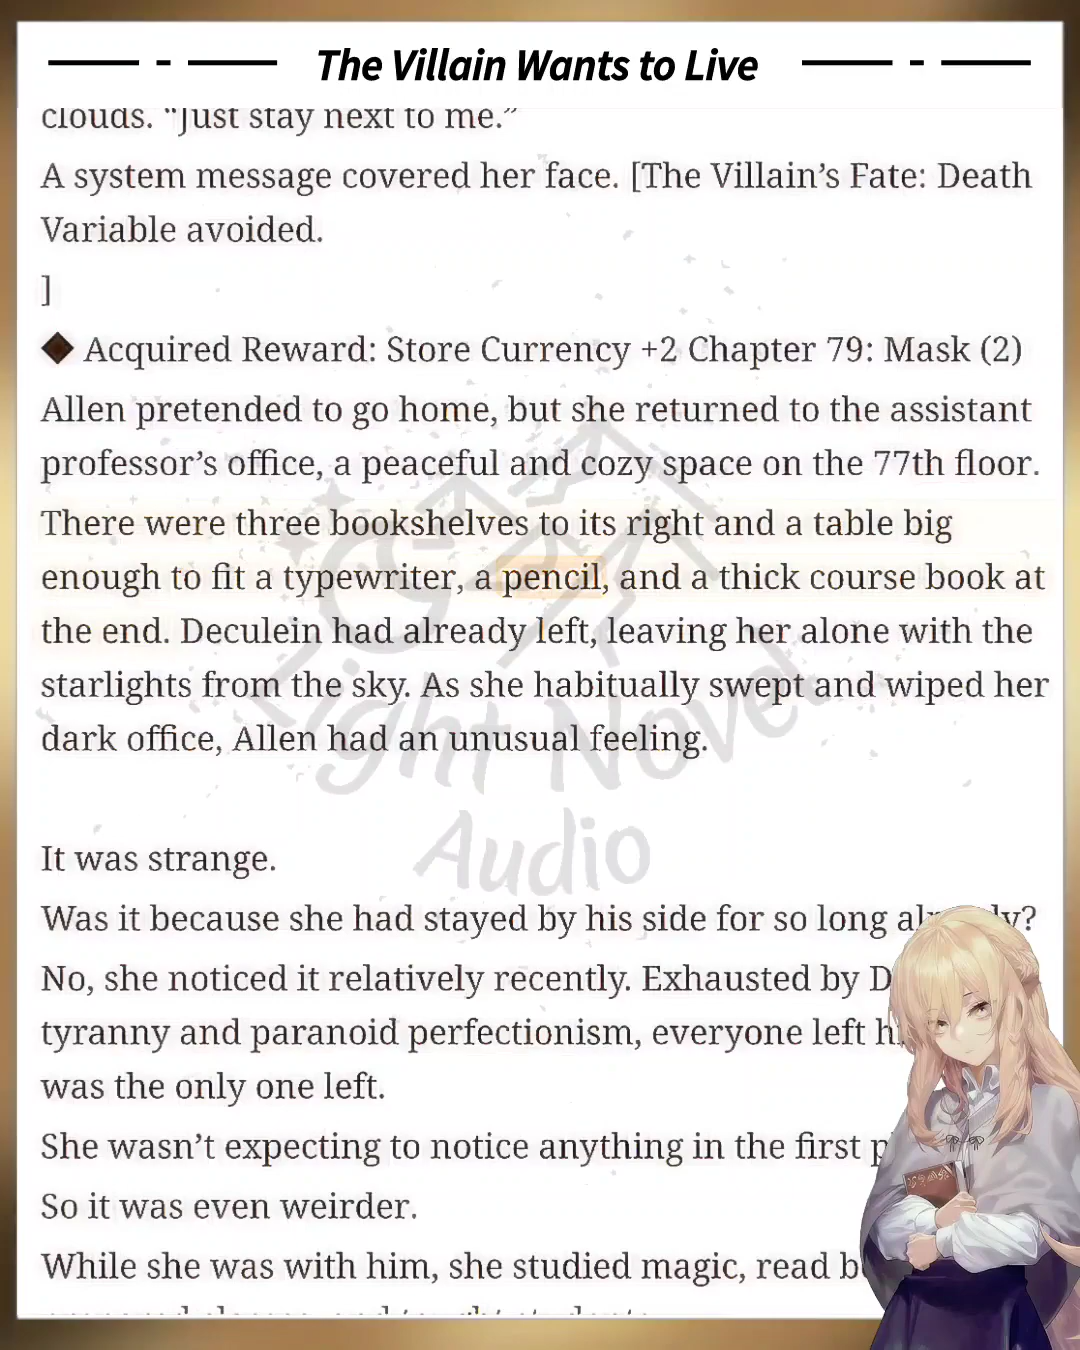 The Villain Wants to Live
clouds. “Just stay next to me.”
A system message covered her face. [The Villain’s Fate: Death
Variable avoided.
]
◆ Acquired Reward: Store Currency +2 Chapter 79: Mask (2)
Allen pretended to go home, but she returned to the assistant
professor’s office, a peaceful and cozy space on the 77th floor.
There were three bookshelves to its right and a table big
enough to fit a typewriter, a pencil, and a thick course book at
the end. Deculein had already left, leaving her alone with the
starlights from the sky. As she habitually swept and wiped her
dark office, Allen had an unusual feeling.
Light Novel
Audio
It was strange.
Was it because she had stayed by his side for so long
No, she noticed it relatively recently. Exhausted by
tyranny and paranoid perfectionism, everyone left
was the only one left.
She wasn’t expecting to notice anything in the first
So it was even weirder.
While she was with him, she studied magic, read